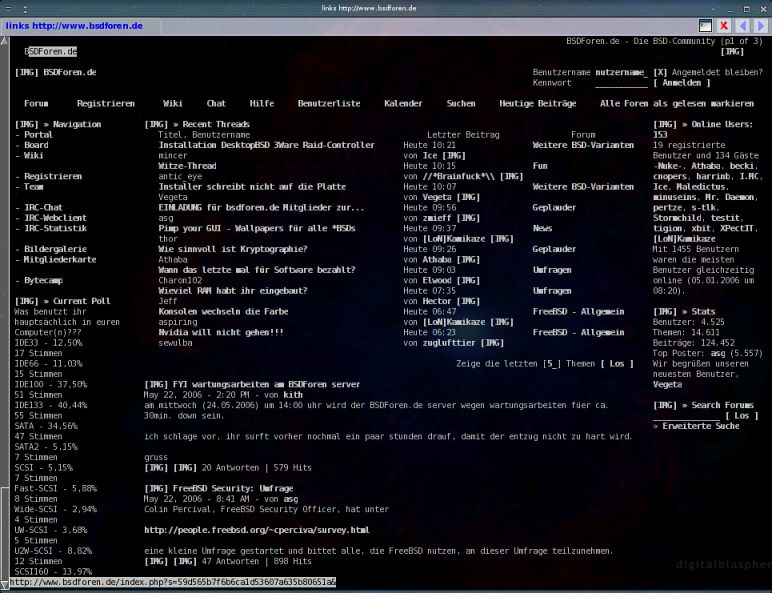 links http://www.bsdforen.de
links http://www.bsdforen.de
BSDForen.de - Die BSD-Community (p1 of 3)
BSDForen.de
[IMG]
[IMG] BSDForen.de
Benutzername nutzername_ [X] Angemeldet bleiben?
Kennwort ___________ [ Anmelden ]
Forum Registrieren Wiki Chat Hilfe Benutzerliste Kalender Suchen Heutige Beiträge Alle Foren als gelesen markieren
[IMG] » Navigation
- Portal
- Board
- Wiki
- Registrieren
- Team
- IRC-Chat
- IRC-Webclient
- IRC-Statistik
- Bildergalerie
- Mitgliederkarte
- Bytecamp
[IMG] » Current Poll
Was benutzt ihr
hauptsächlich in euren
Computer(n)???
IDE33 - 12,50%
17 Stimmen
IDE66 - 11,03%
15 Stimmen
IDE100 - 37,50%
51 Stimmen
IDE133 - 40,44%
55 Stimmen
SATA - 34,56%
47 Stimmen
SATA2 - 5,15%
7 Stimmen
SCSI - 5,15%
7 Stimmen
Fast-SCSI - 5,88%
8 Stimmen
Wide-SCSI - 2,94%
4 Stimmen
UW-SCSI - 3,68%
5 Stimmen
U2W-SCSI - 8,82%
12 Stimmen
SCSI160 - 13,97%
[IMG] » Recent Threads
Titel, Benutzername Letzter Beitrag Forum
Installation DesktopBSD 3Ware Raid-Controller Heute 10:21 Weitere BSD-Varianten
mincer von Ice [IMG]
Witze-Thread Heute 10:15 Fun
antic_eye von //*Brainfuck*\\ [IMG]
Installer schreibt nicht auf die Platte Heute 10:07 Weitere BSD-Varianten
Vegeta von Vegeta [IMG]
EINLADUNG für bsdforen.de Mitglieder zur... Heute 09:56 Geplauder
asg von zmieff [IMG]
Pimp your GUI - Wallpapers für alle *BSDs Heute 09:37 News
thor von [LoN]Kamikaze [IMG]
Wie sinnvoll ist Kryptographie? Heute 09:26 Geplauder
Athaba von Athaba [IMG]
Wann das letzte mal für Software bezahlt? Heute 09:03 Umfragen
Charon102 von Elwood [IMG]
Wieviel RAM habt ihr eingebaut? Heute 07:35 Umfragen
Jeff von Hector [IMG]
Konsolen wechseln die Farbe Heute 06:47 FreeBSD - Allgemein
aspiring von [LoN]Kamikaze [IMG]
Nvidia will nicht gehen!!! Heute 06:23 FreeBSD - Allgemein
sewulba von zuglufttier [IMG]
Zeige die letzten [5_] Themen [ Los ]
[IMG] FYI wartungsarbeiten am BSDForen server
May 22, 2006 - 2:20 PM - von kith
am mittwoch (24.05.2006) um 14:00 uhr wird der BSDForen.de server wegen wartungsarbeiten füer ca.
30min. down sein.
ich schlage vor, ihr surft vorher nochmal ein paar stunden drauf, damit der entzug nicht zu hart wird.
gruss
[IMG] [IMG] 20 Antworten | 579 Hits
[IMG] FreeBSD Security: Umfrage
May 22, 2006 - 8:41 AM - von asg
Colin Percival, FreeBSD Security Officer, hat unter
http://people.freebsd.org/~cperciva/survey.html
eine kleine Umfrage gestartet und bittet alle, die FreeBSD nutzen, an dieser Umfrage teilzunehmen.
[IMG] [IMG] 47 Antworten | 898 Hits
[IMG] » Online Users:
153
19 registrierte
Benutzer und 134 Gäste
-Nuke-, Athaba, becki,
cnopers, harrinb, I.MC,
Ice, Maledictus,
minuseins, Mr. Daemon,
pertze, s-tlk,
Stormchild, testit,
tigion, xbit, XPectIT,
[LoN]Kamikaze
Mit 1455 Benutzern
waren die meisten
Benutzer gleichzeitig
online (05.01.2006 um
08:20).
[IMG] » Stats
Benutzer: 4.525
Themen: 14.611
Beiträge: 124.452
Top Poster: asg (5.557)
Wir begrüßen unseren
neuesten Benutzer,
Vegeta
[IMG] » Search Forums
___________ [ Los ]
» Erweiterte Suche
digitalblasphem
http://www.bsdforen.de/index.php?s=59d565b7f6b6ca1d53607a635b80651a&